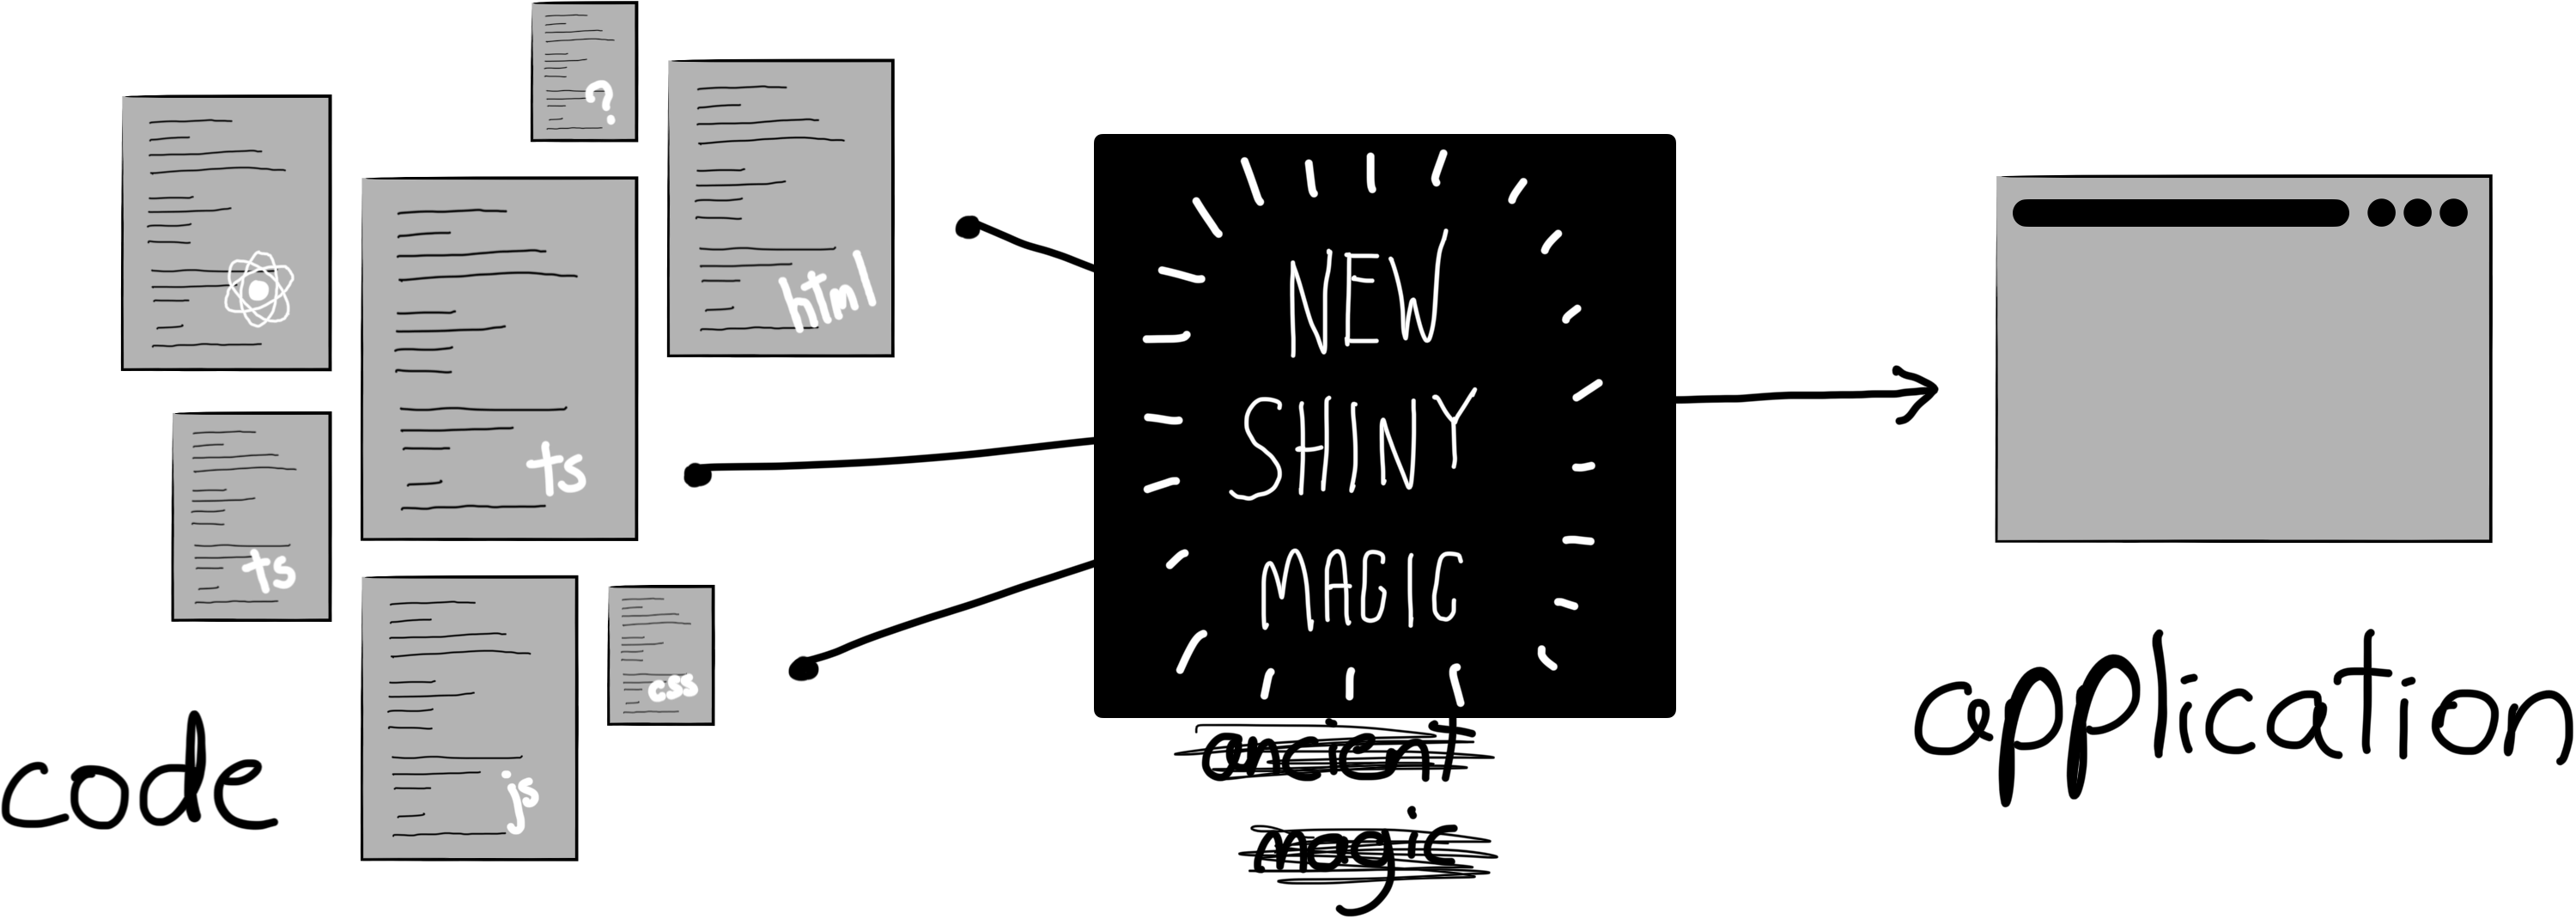 ?
html
ts
ts
js
css
code
NEW
SHINY
MAGIC
ancient
magic
application